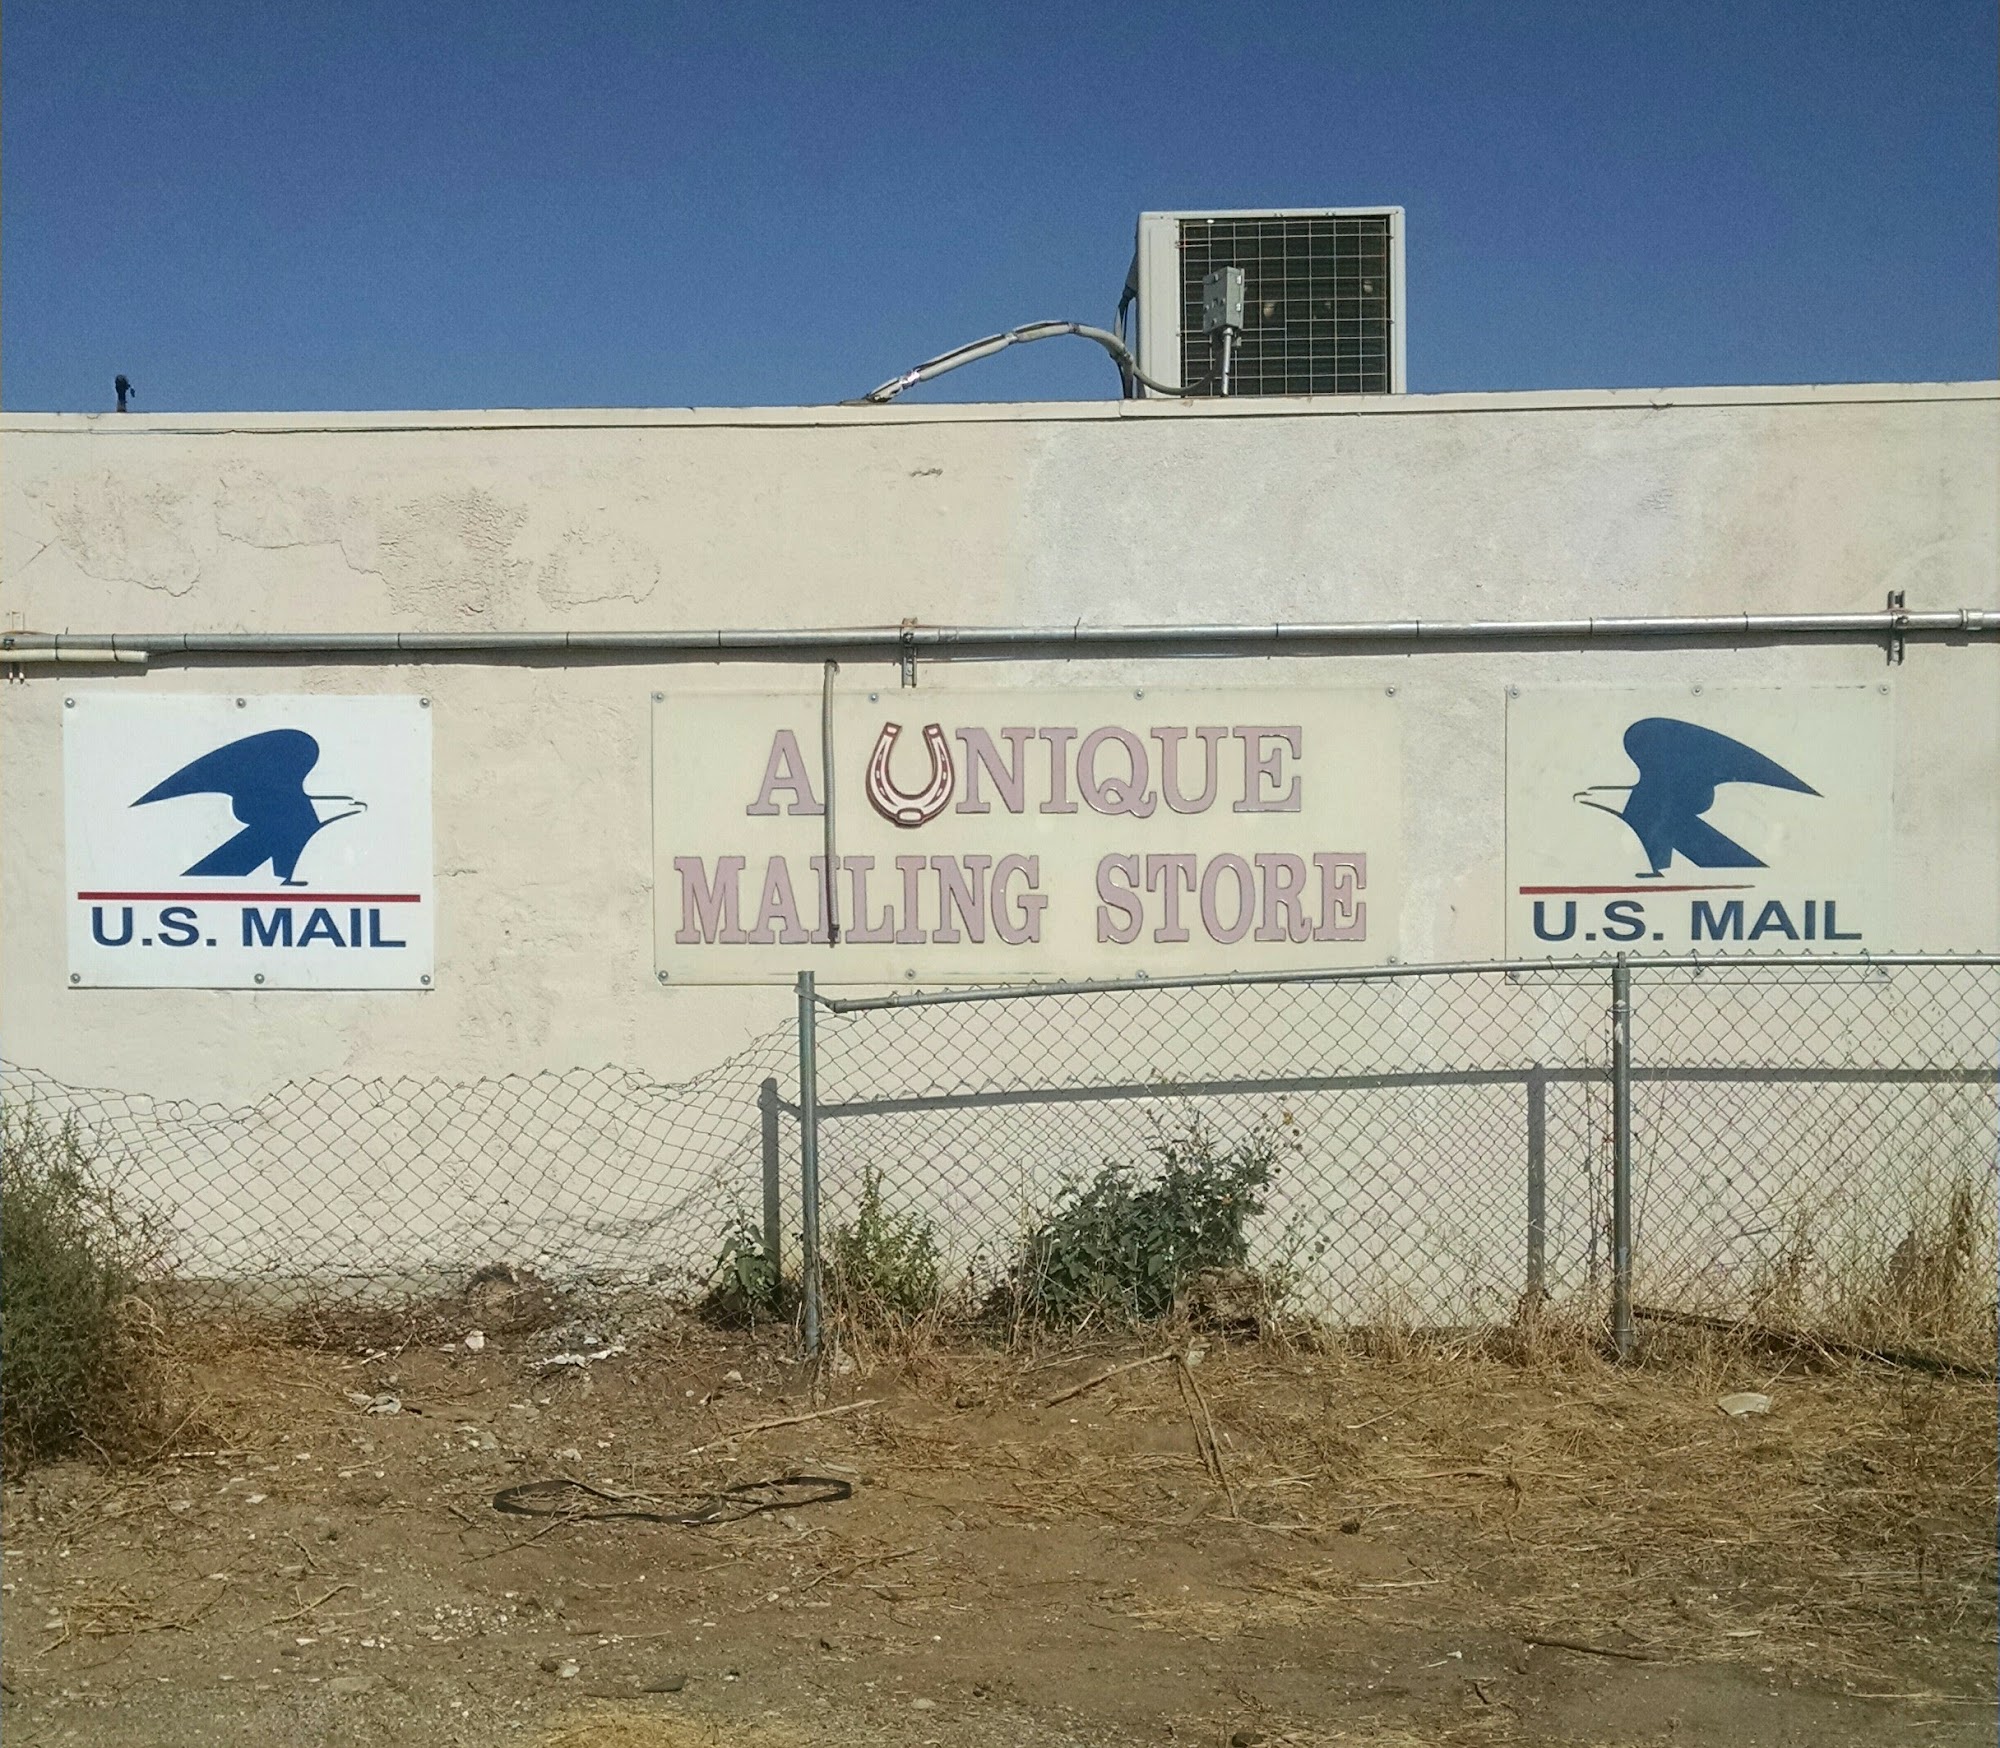 U.S. MAIL
A UNIQUE
MAILING STORE
U.S. MAIL